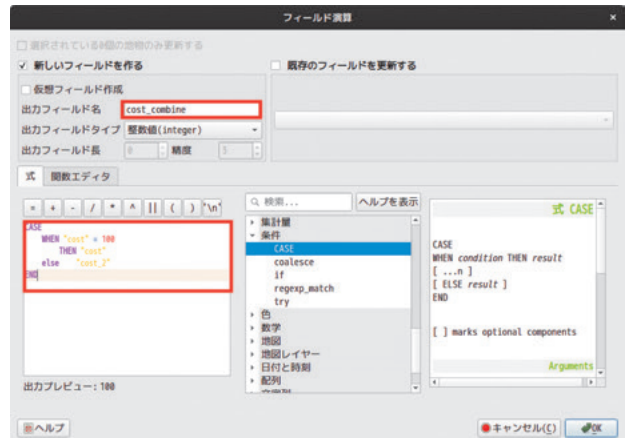 フィールド演算 ×
選択されている0個の地物のみ更新する
新しいフィールドを作る
既存のフィールドを更新する
仮想フィールド作成
出力フィールド名 cost_combine
出力フィールドタイプ 整数値(integer)
出力フィールド長 0 精度 3
式 関数エディタ
= + - / * ^ || ( ) '\n'
検索... ヘルプを表示
CASE
WHEN "cost" = 100
THEN "cost"
else "cost_2"
END
集計量
条件
CASE
coalesce
if
regexp_match
try
色
数学
地図
地図レイヤー
日付と時刻
配列
式 CASE
CASE
WHEN condition THEN result
[ ...n ]
[ ELSE result ]
END
[ ] marks optional components
Arguments
出力プレビュー: 100
ヘルプ
キャンセル(C)
OK